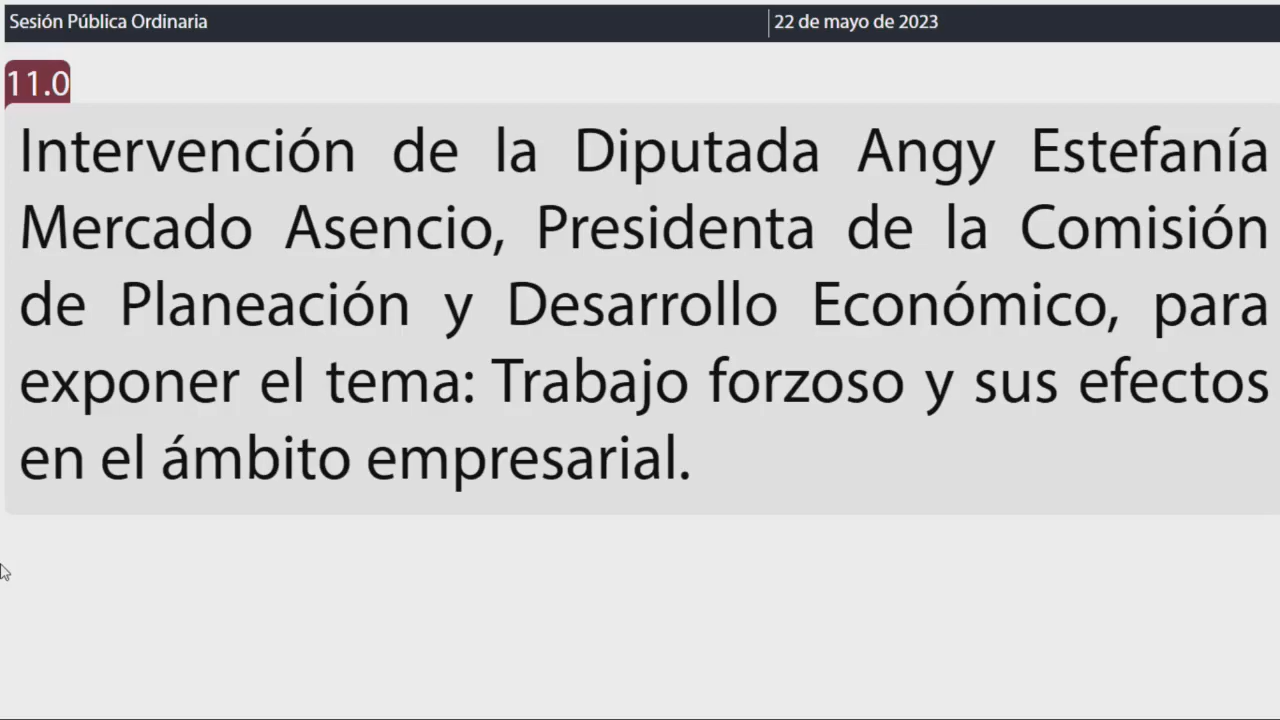 Sesión Pública Ordinaria
22 de mayo de 2023
11.0
Intervención de la Diputada Angy Estefanía
Mercado Asencio, Presidenta de la Comisión
de Planeación y Desarrollo Económico, para
exponer el tema: Trabajo forzoso y sus efectos
en el ámbito empresarial.